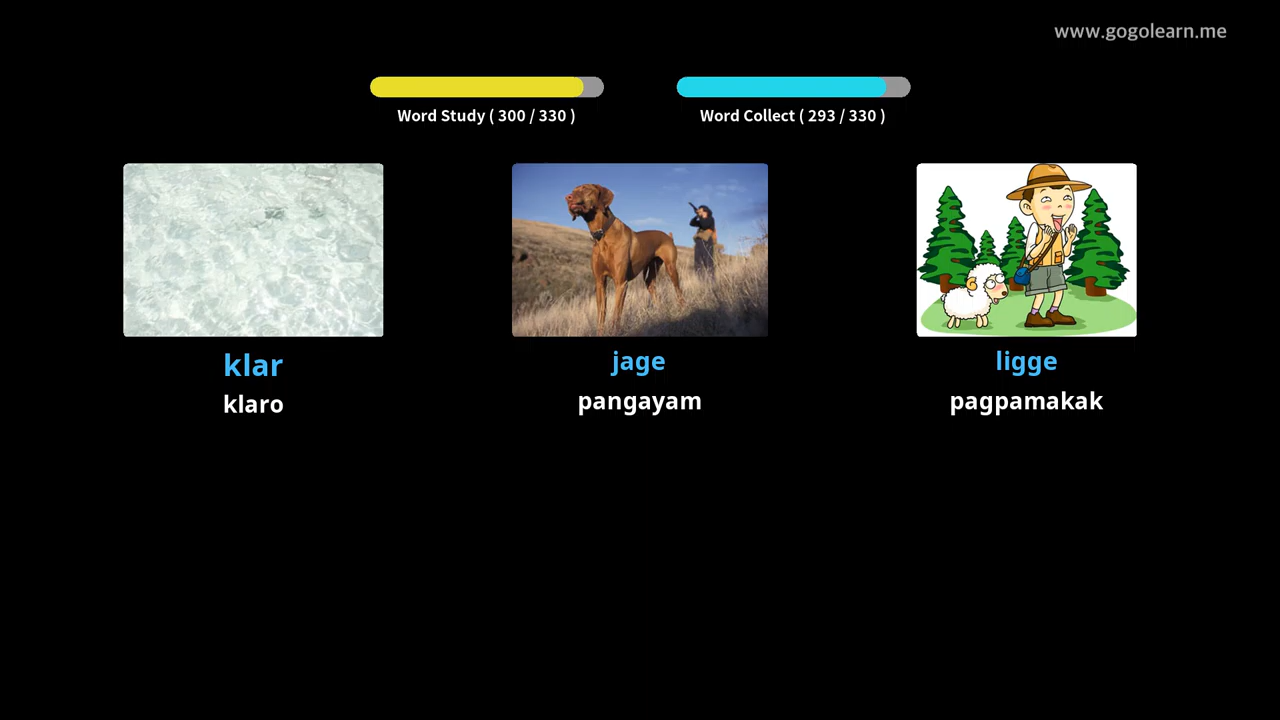 www.gogolearn.me
Word Study ( 300 / 330 )
Word Collect ( 293 / 330 )
klar
klaro
jage
pangayam
ligge
pagpamakak